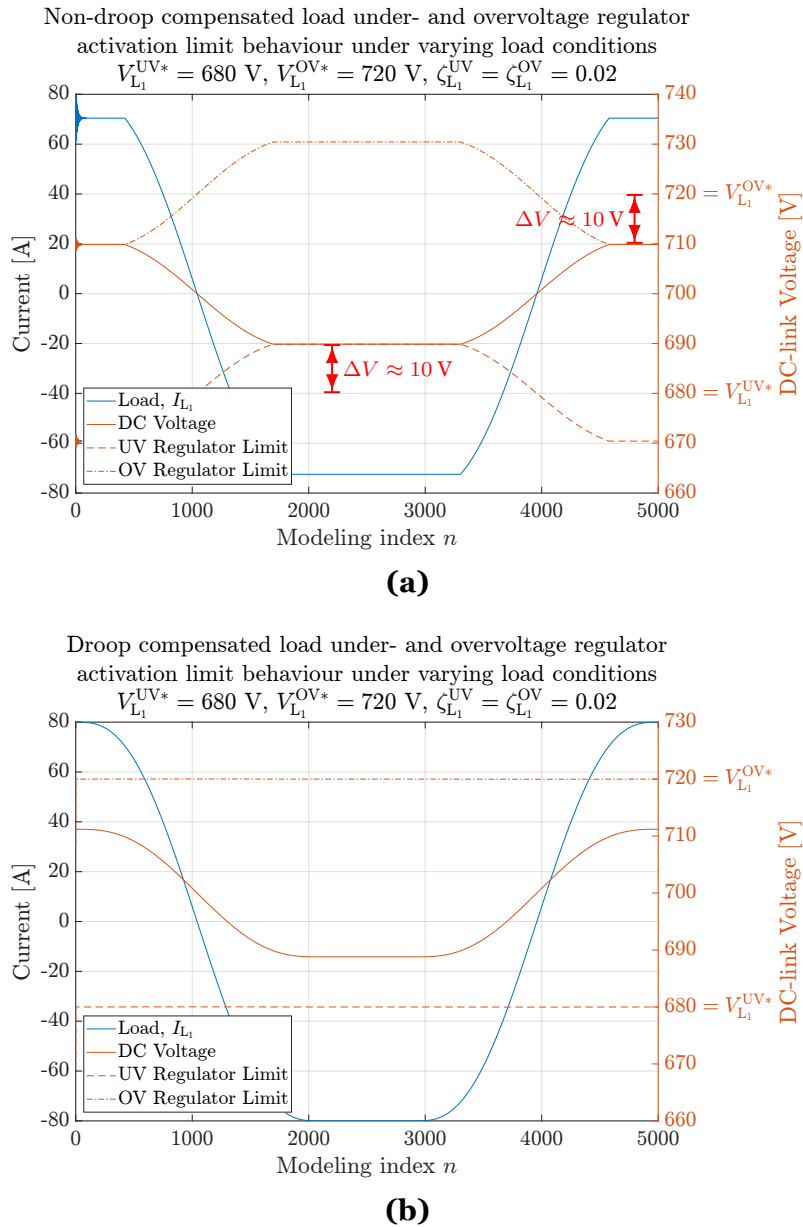 Non-droop compensated load under- and overvoltage regulator
activation limit behaviour under varying load conditions
V_{L_1}^{UV*} = 680 V, V_{L_1}^{OV*} = 720 V, ζ_{L_1}^{UV} = ζ_{L_1}^{OV} = 0.02
80
60
40
20
0
-20
-40
-60
-80
Current [A]
740
730
720 = V_{L_1}^{OV*}
710
700
690
680 = V_{L_1}^{UV*}
670
660
DC-link Voltage [V]
ΔV ≈ 10 V
ΔV ≈ 10 V
Load, I_{L_1}
DC Voltage
UV Regulator Limit
OV Regulator Limit
0 1000 2000 3000 4000 5000
Modeling index n
(a)
Droop compensated load under- and overvoltage regulator
activation limit behaviour under varying load conditions
V_{L_1}^{UV*} = 680 V, V_{L_1}^{OV*} = 720 V, ζ_{L_1}^{UV} = ζ_{L_1}^{OV} = 0.02
80
60
40
20
0
-20
-40
-60
-80
Current [A]
730
720 = V_{L_1}^{OV*}
710
700
690
680 = V_{L_1}^{UV*}
670
660
DC-link Voltage [V]
Load, I_{L_1}
DC Voltage
UV Regulator Limit
OV Regulator Limit
0 1000 2000 3000 4000 5000
Modeling index n
(b)